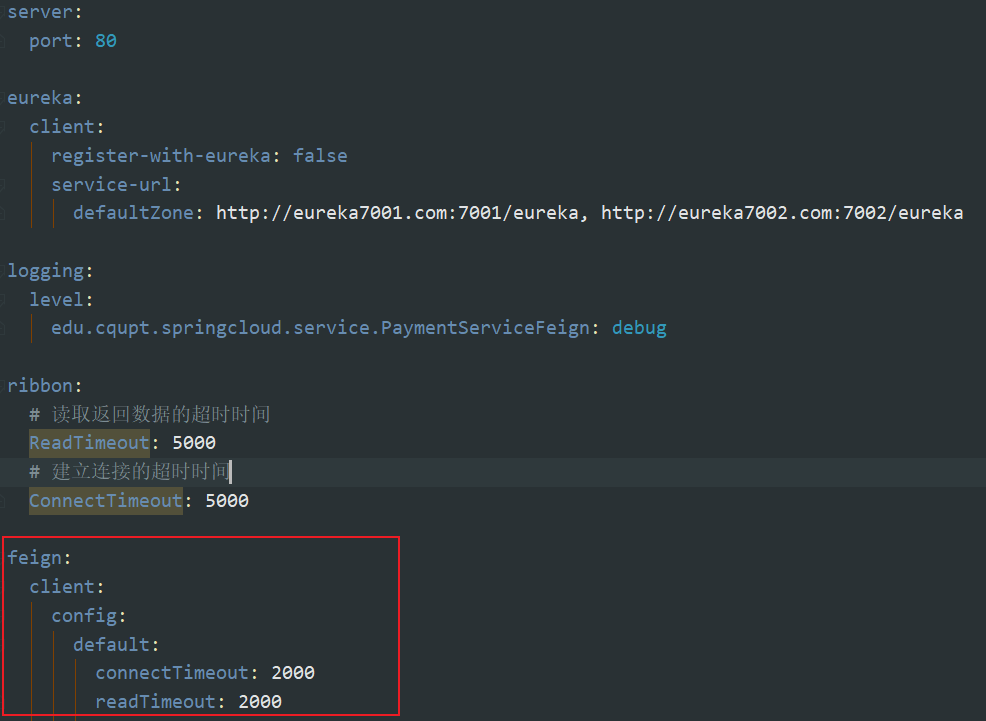 server:
  port: 80
eureka:
  client:
    register-with-eureka: false
    service-url:
      defaultZone: http://eureka7001.com:7001/eureka, http://eureka7002.com:7002/eureka
logging:
  level:
    edu.cqupt.springcloud.service.PaymentServiceFeign: debug
ribbon:
  # 读取返回数据的超时时间
  ReadTimeout: 5000
  # 建立连接的超时时间
  ConnectTimeout: 5000
feign:
  client:
    config:
      default:
        connectTimeout: 2000
        readTimeout: 2000